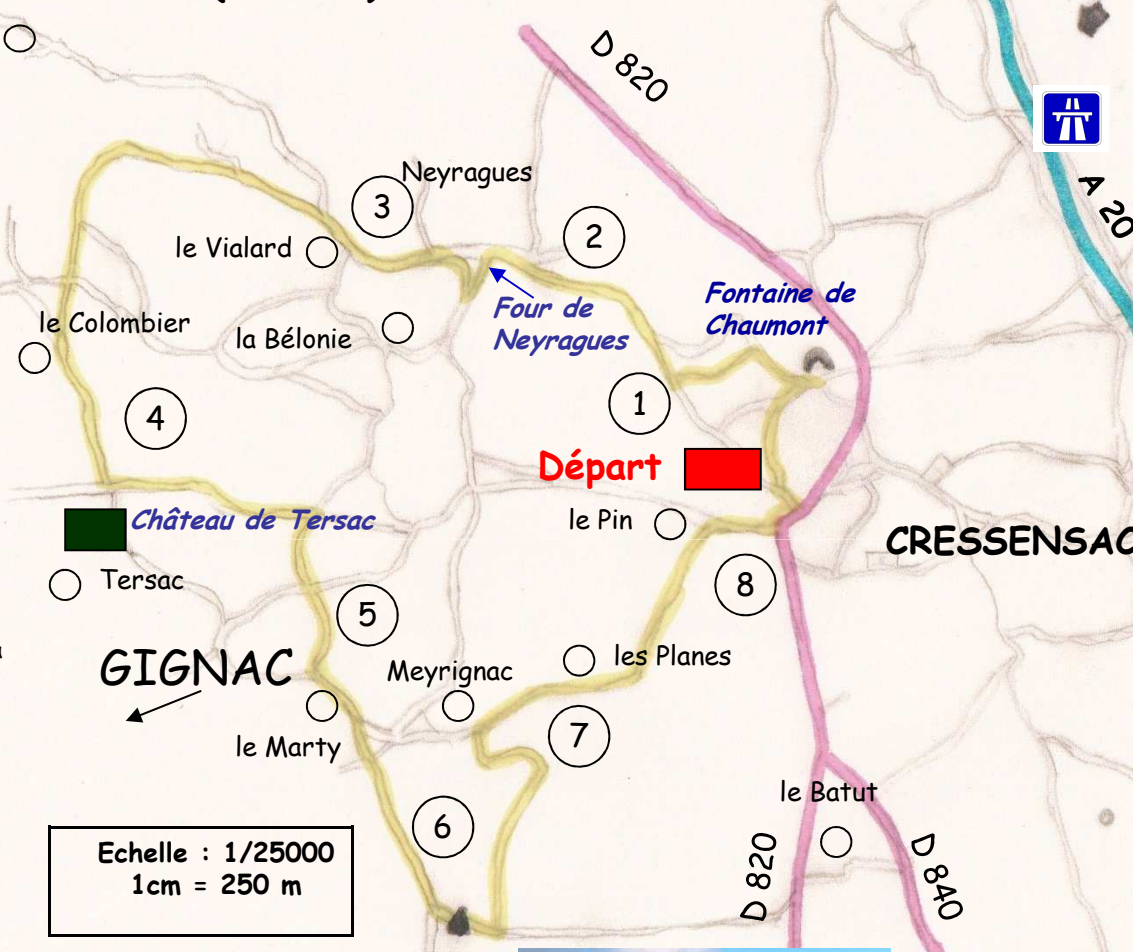 D 820
A 20
Neyragues
3
2
le Vialard
Fontaine de
Chaumont
Four de
Neyragues
le Colombier
la Bélonie
1
4
Départ
Château de Tersac
le Pin
CRESSENSAC
Tersac
8
5
GIGNAC
Meyrignac
les Planes
7
le Marty
le Batut
6
Echelle : 1/25000
1cm = 250 m
D 820
D 840